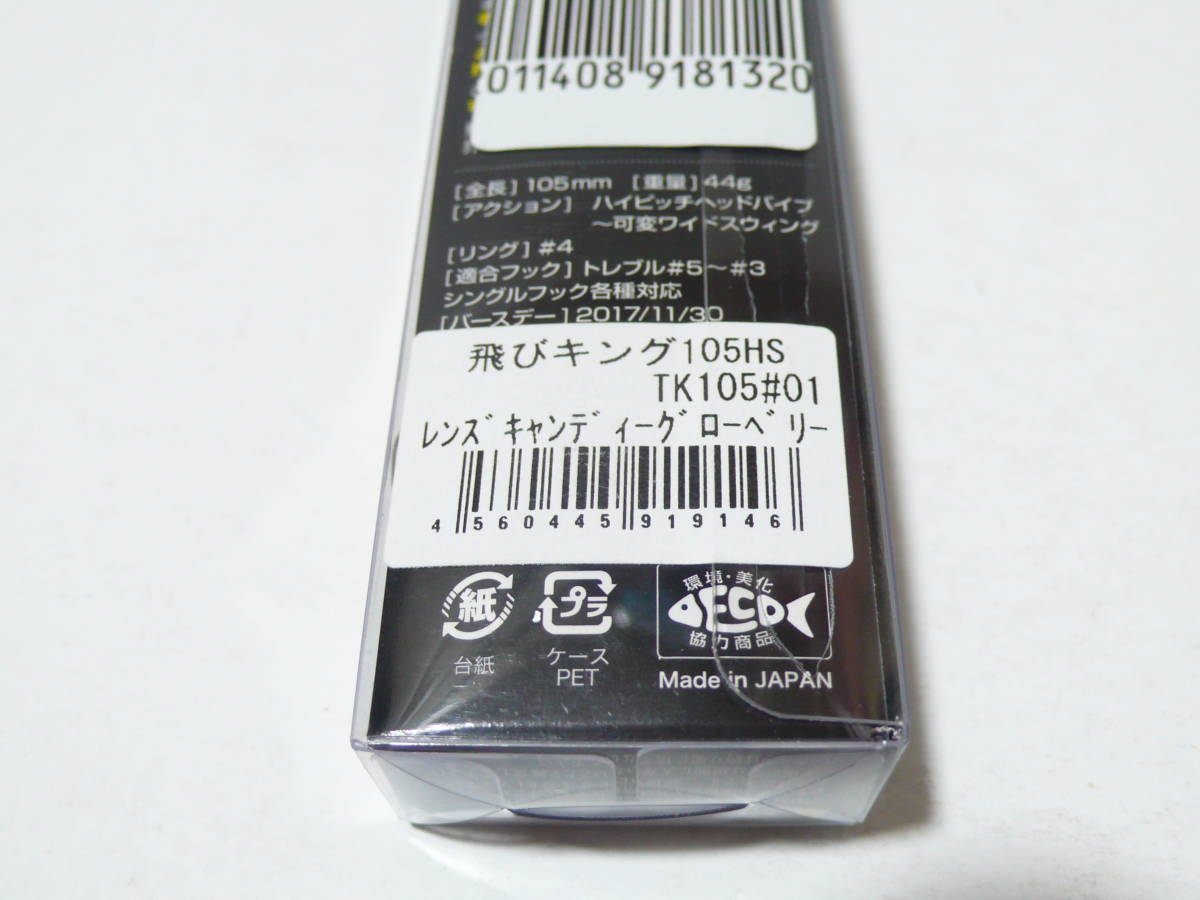 011408 9181320
[全長] 105mm [重量] 44g
[アクション] ハイピッチヘッドパイプ
～可変ワイドスウィング
[リング] #4
[適合フック] トレブル#5～#3
シングルフック各種対応
[バースデー] 2017/11/30
飛びキング105HS
TK105#01
レンズキャンディーグローベリー
4 560445 919146
紙
台紙
プラ
ケース
PET
環境・美化
ECO
協力商品
Made in JAPAN